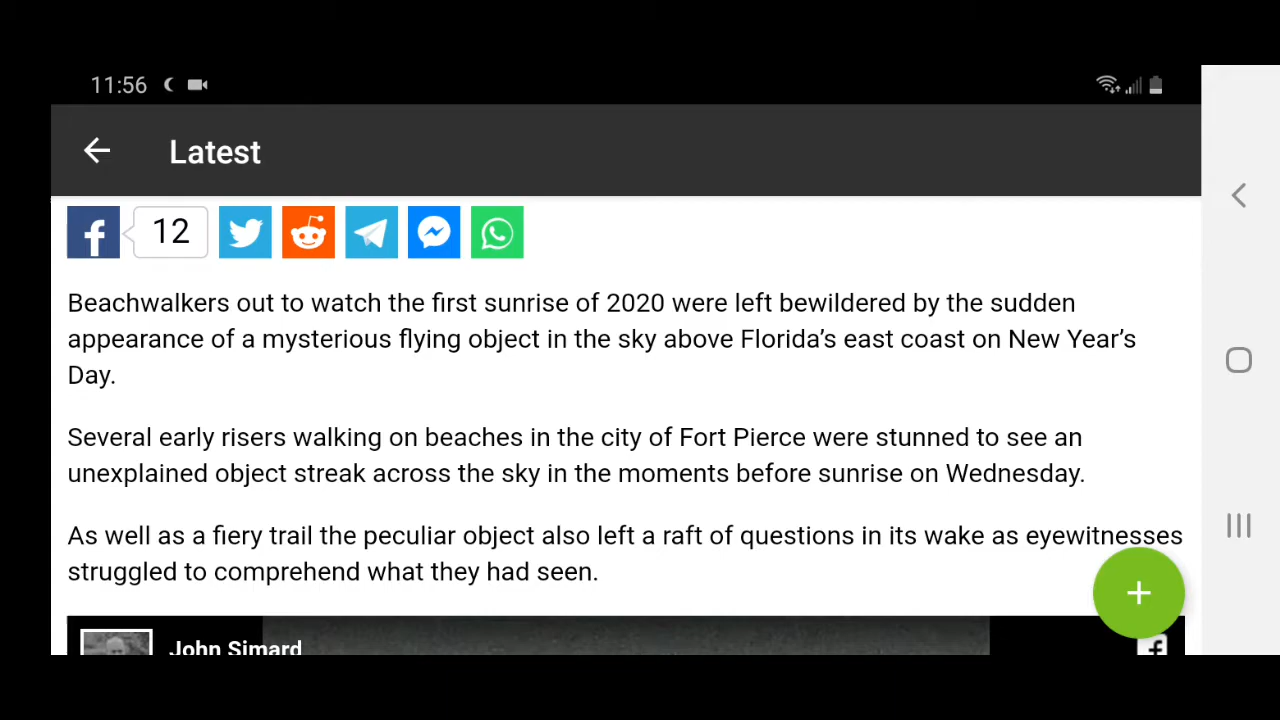 11:56
Latest
12
Beachwalkers out to watch the first sunrise of 2020 were left bewildered by the sudden
appearance of a mysterious flying object in the sky above Florida’s east coast on New Year’s
Day.
Several early risers walking on beaches in the city of Fort Pierce were stunned to see an
unexplained object streak across the sky in the moments before sunrise on Wednesday.
As well as a fiery trail the peculiar object also left a raft of questions in its wake as eyewitnesses
struggled to comprehend what they had seen.
John Simard